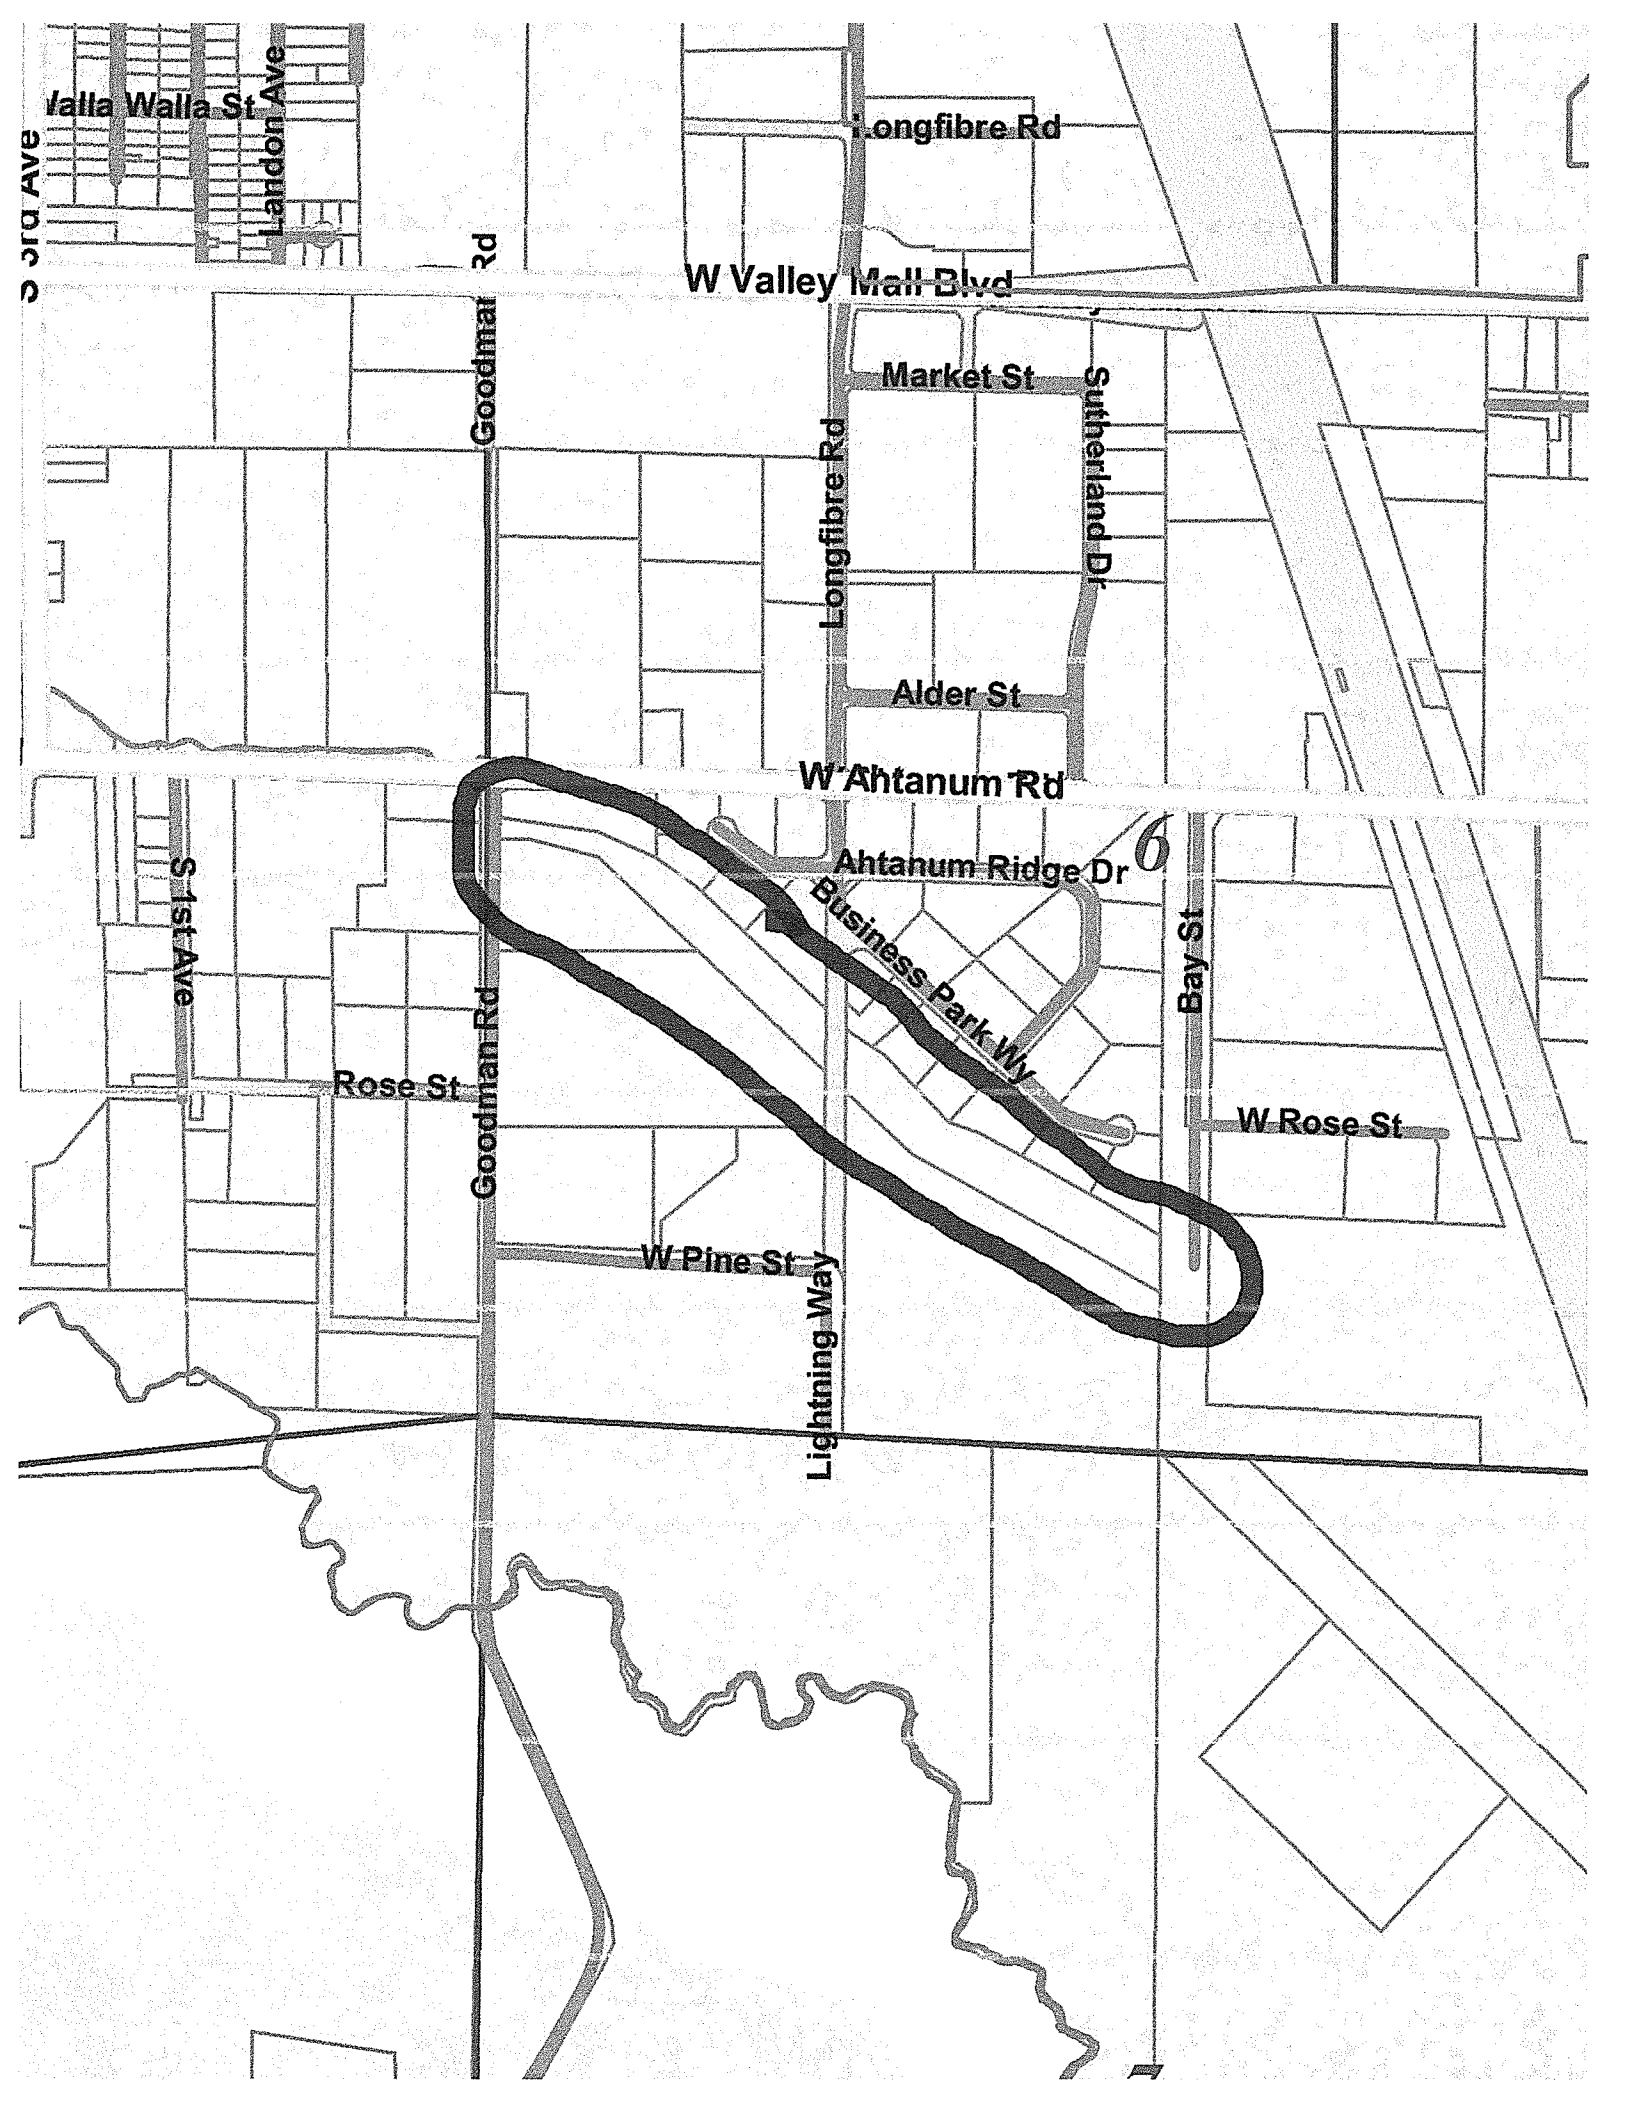 Walla St
Landon Ave
Longfibre Rd
Ave
Rd
W Valley Mall Blvd
Market St
Sutherland Dr
Longfibre Rd
Alder St
W Ahtanum Rd
6
Ahtanum Ridge Dr
S 1st Ave
Business Park Wy
Bay St
Goodman Rd
Rose St
W Rose St
W Pine St
Lightning Way